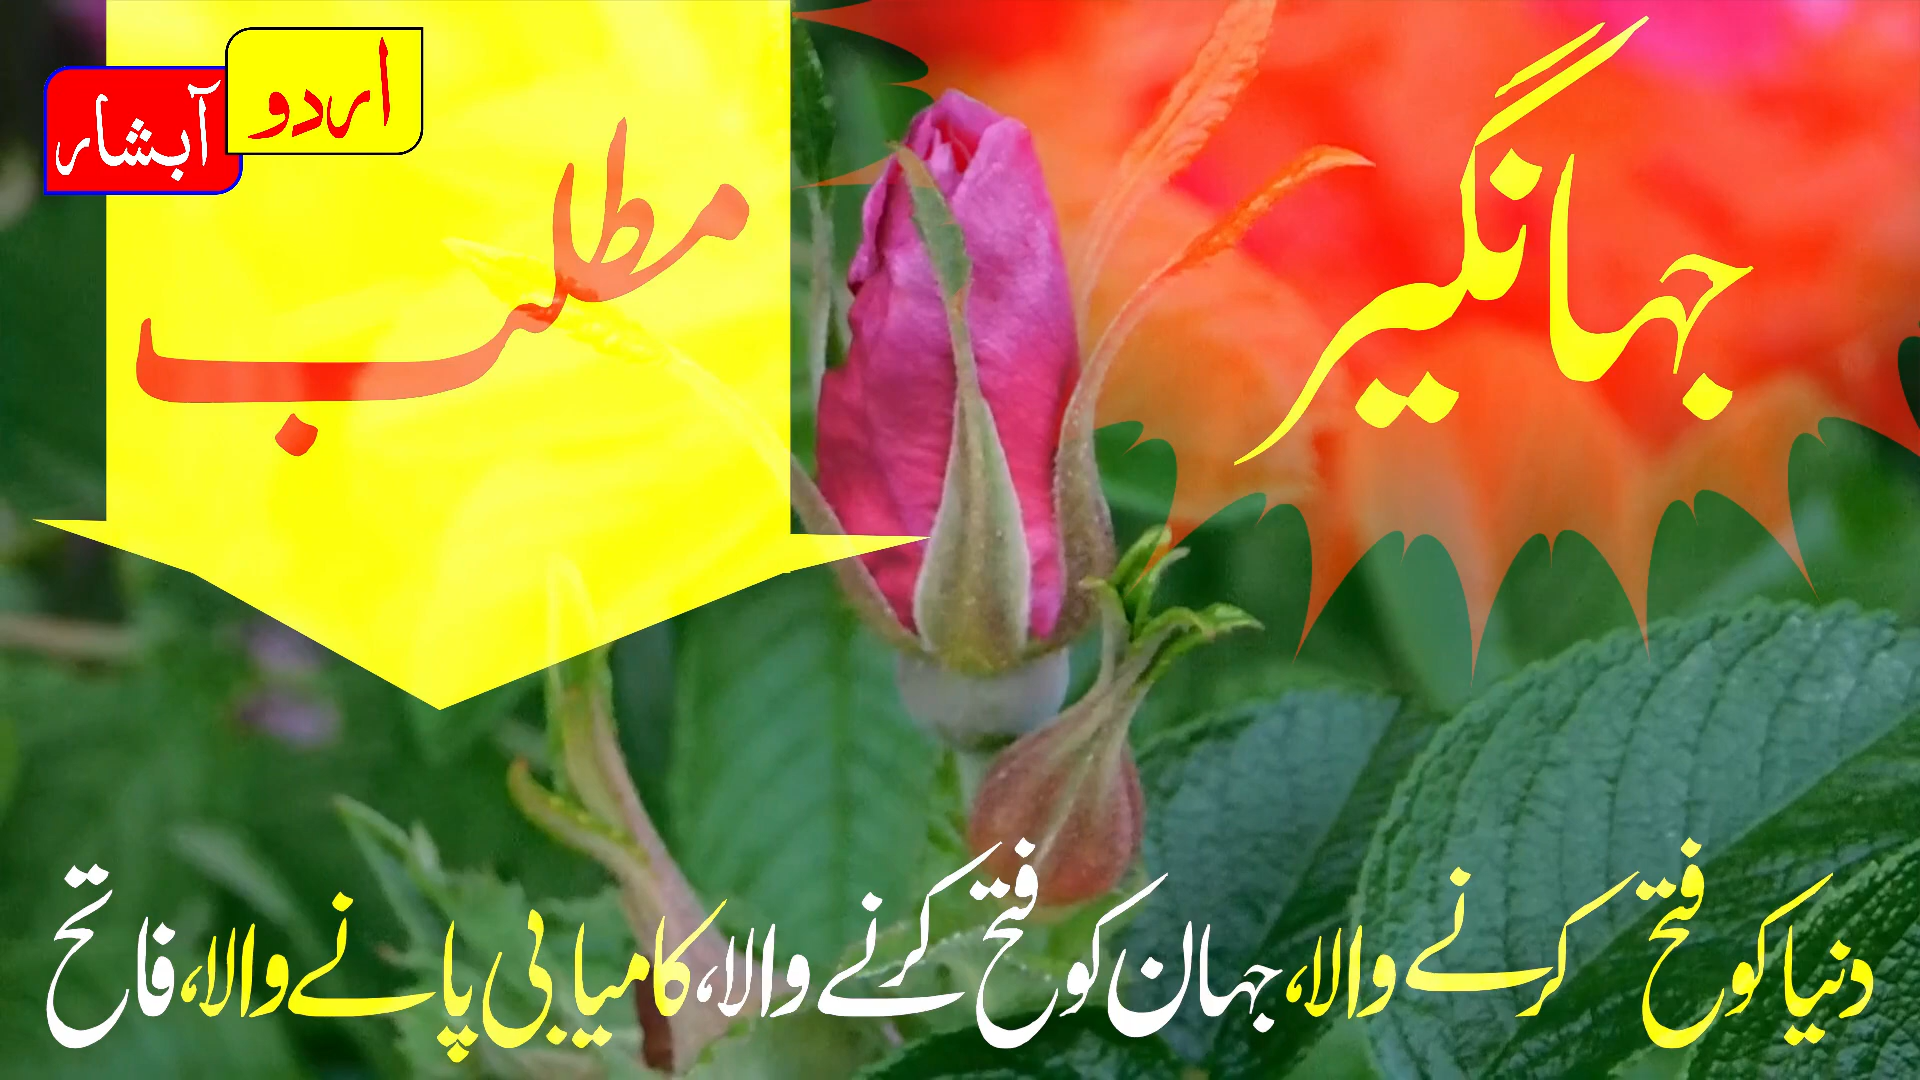 اردو
آبشار
جہانگیر
مطلب
دنیا کو فتح کرنے والا، جہان کو فتح کرنے والا، کامیابی پانے والا، فاتح